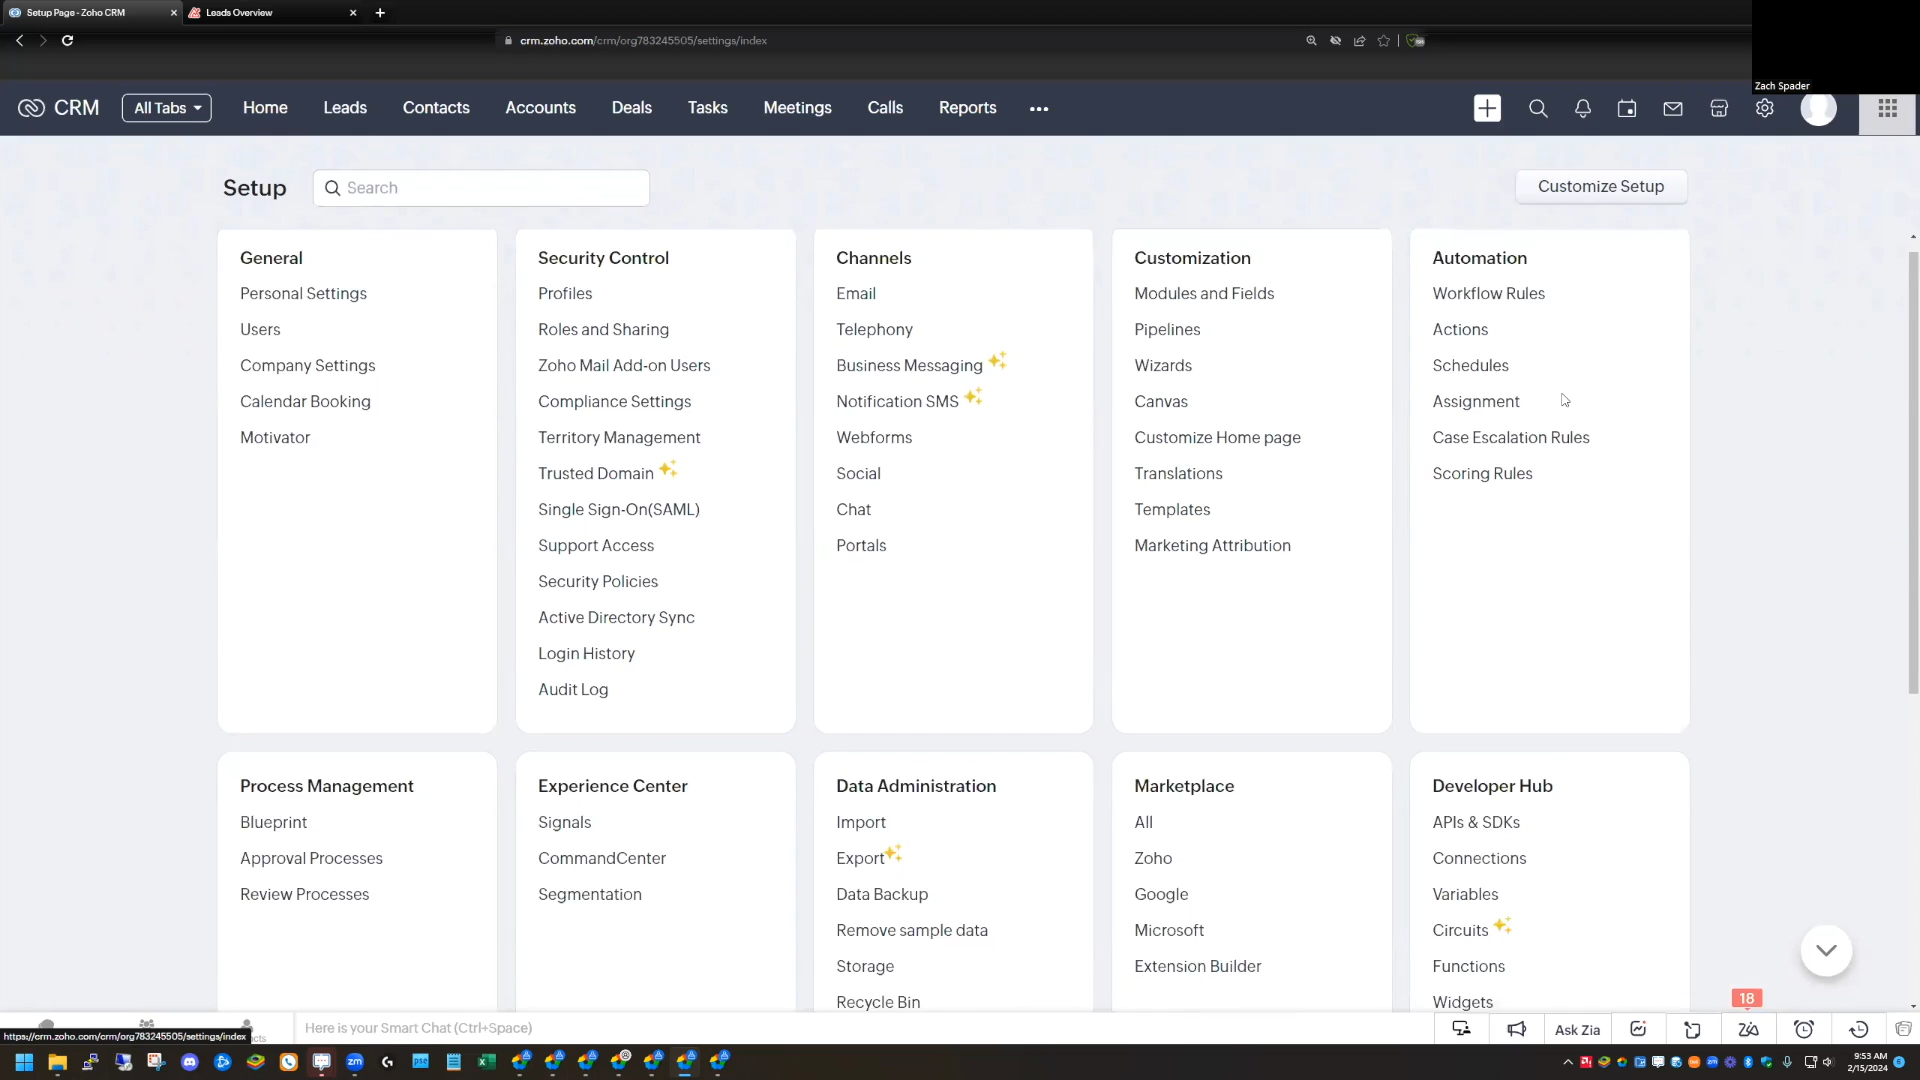 Setup Page - Zoho CRM
Leads Overview
crm.zoho.com/crm/org783245505/settings/index
Zach Spader
CRM
All Tabs
Home
Leads
Contacts
Accounts
Deals
Tasks
Meetings
Calls
Reports
Setup
Search
Customize Setup
General
Personal Settings
Users
Company Settings
Calendar Booking
Motivator
Security Control
Profiles
Roles and Sharing
Zoho Mail Add-on Users
Compliance Settings
Territory Management
Trusted Domain
Single Sign-On(SAML)
Support Access
Security Policies
Active Directory Sync
Login History
Audit Log
Channels
Email
Telephony
Business Messaging
Notification SMS
Webforms
Social
Chat
Portals
Customization
Modules and Fields
Pipelines
Wizards
Canvas
Customize Home page
Translations
Templates
Marketing Attribution
Automation
Workflow Rules
Actions
Schedules
Assignment
Case Escalation Rules
Scoring Rules
Process Management
Blueprint
Approval Processes
Review Processes
Experience Center
Signals
CommandCenter
Segmentation
Data Administration
Import
Export
Data Backup
Remove sample data
Storage
Recycle Bin
Marketplace
All
Zoho
Google
Microsoft
Extension Builder
Developer Hub
APIs & SDKs
Connections
Variables
Circuits
Functions
Widgets
18
Here is your Smart Chat (Ctrl+Space)
Ask Zia
https://crm.zoho.com/crm/org783245505/settings/index
9:53 AM
2/15/2024